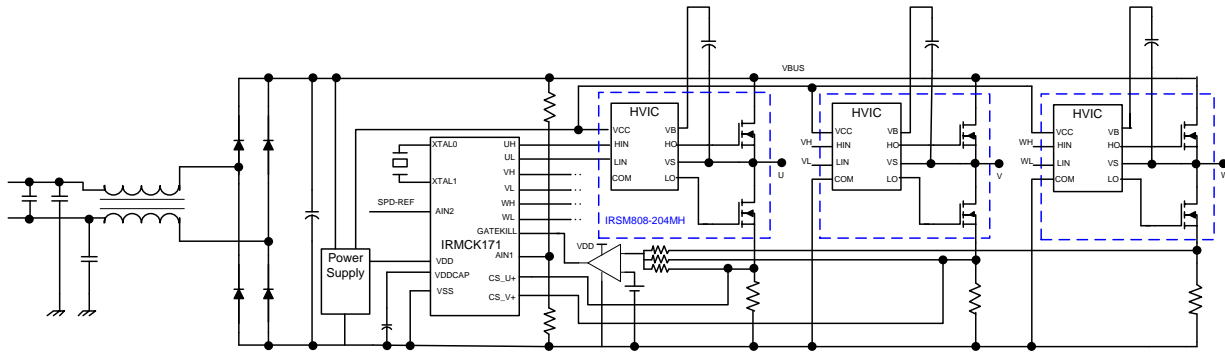 VBUS
HVIC
VCC
HIN
LIN
COM
VB
HO
VS
LO
U
IRSM808-204MH
HVIC
VH
VL
VCC
HIN
LIN
COM
VB
HO
VS
LO
V
HVIC
WH
WL
VCC
HIN
LIN
COM
VB
HO
VS
LO
W
XTAL0
XTAL1
SPD-REF
AIN2
IRMCK171
VDD
VDDCAP
VSS
UH
UL
VH
VL
WH
WL
GATEKILL
AIN1
CS_U+
CS_V+
...
...
...
...
VDD
Power
Supply